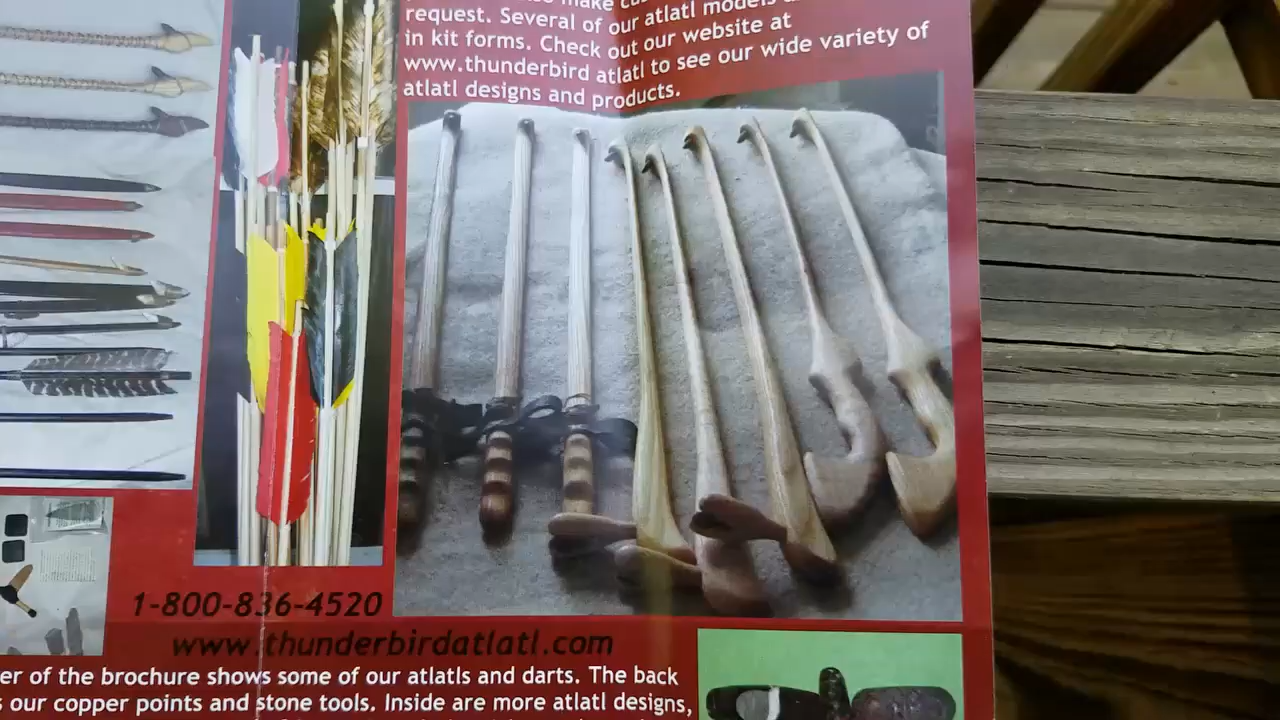 make
request. Several of our atlatl models
in kit forms. Check out our website at
www.thunderbird atlatl to see our wide variety of
atlatl designs and products.
1-800-836-4520
www.thunderbirdatlatl.com
er of the brochure shows some of our atlatls and darts. The back
s our copper points and stone tools. Inside are more atlatl designs,